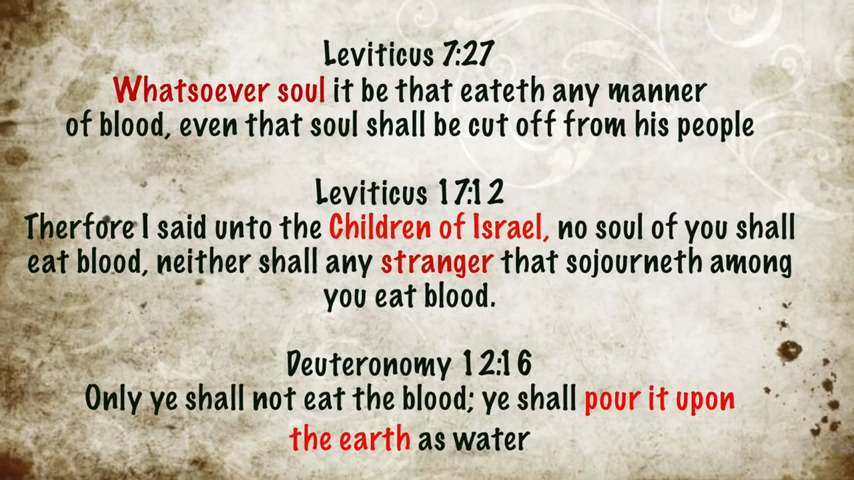 Leviticus 7:27
Whatsoever soul it be that eateth any manner
of blood, even that soul shall be cut off from his people
Leviticus 17:12
Therfore I said unto the Children of Israel, no soul of you shall
eat blood, neither shall any stranger that sojourneth among
you eat blood.
Deuteronomy 12:16
Only ye shall not eat the blood; ye shall pour it upon
the earth as water